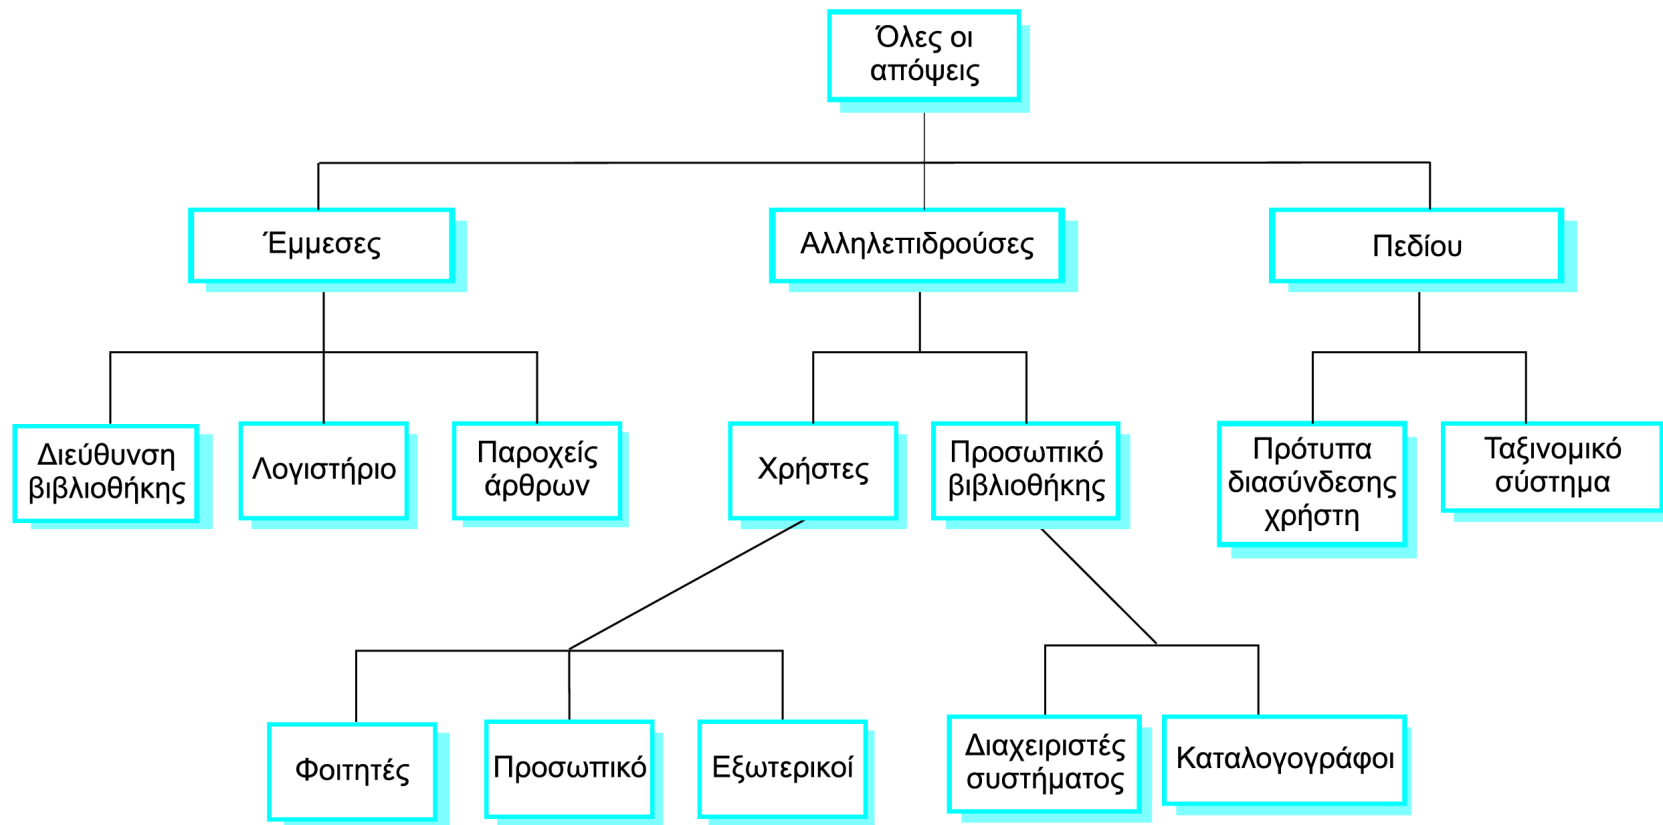 Όλες οι
απόψεις
Έμμεσες
Αλληλεπιδρούσες
Πεδίου
Διεύθυνση
βιβλιοθήκης
Λογιστήριο
Παροχείς
άρθρων
Χρήστες
Προσωπικό
βιβλιοθήκης
Πρότυπα
διασύνδεσης
χρήστη
Ταξινομικό
σύστημα
Φοιτητές
Προσωπικό
Εξωτερικοί
Διαχειριστές
συστήματος
Καταλογογράφοι